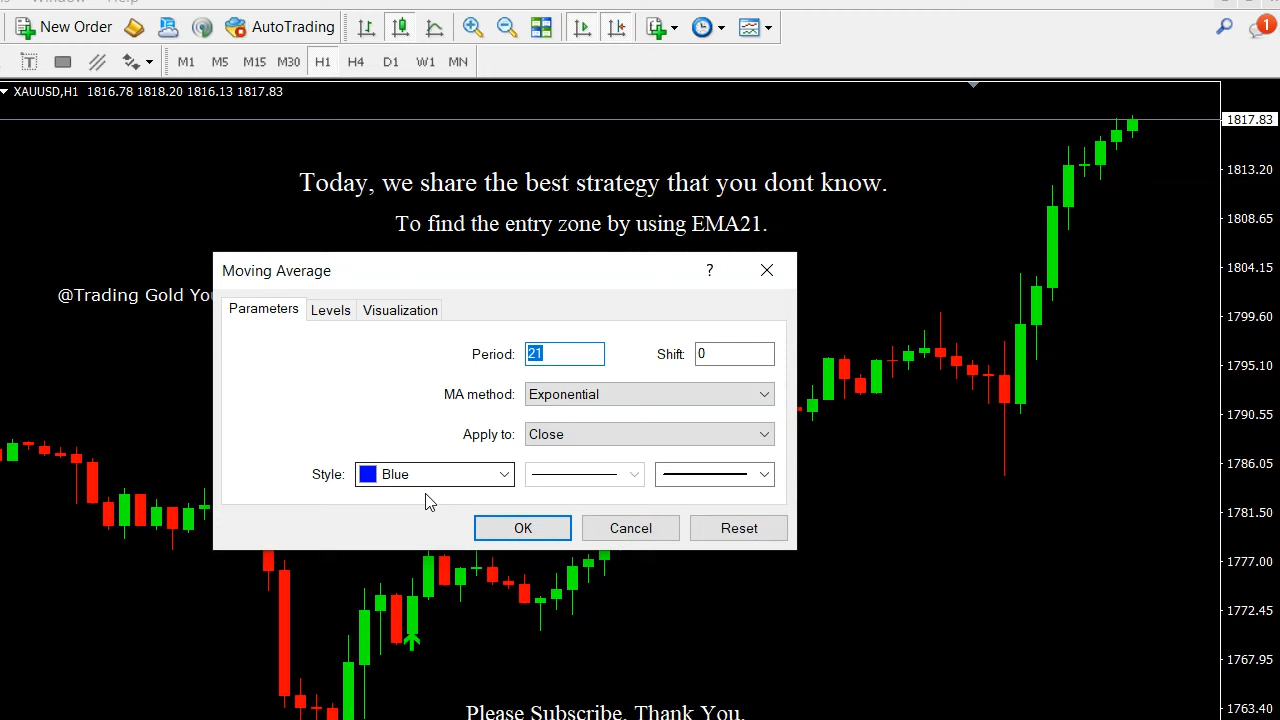 Window Help
New Order AutoTrading 1
T M1 M5 M15 M30 H1 H4 D1 W1 MN
XAUUSD,H1 1816.78 1818.20 1816.13 1817.83
1817.83
Today, we share the best strategy that you dont know.
To find the entry zone by using EMA21.
@Trading Gold You
Moving Average ?
Parameters Levels Visualization
Period: 21 Shift: 0
MA method: Exponential
Apply to: Close
Style: Blue
OK Cancel Reset
1813.20
1808.65
1804.15
1799.60
1795.10
1790.55
1786.05
1781.50
1777.00
1772.45
1767.95
1763.40
Please Subscribe. Thank You.